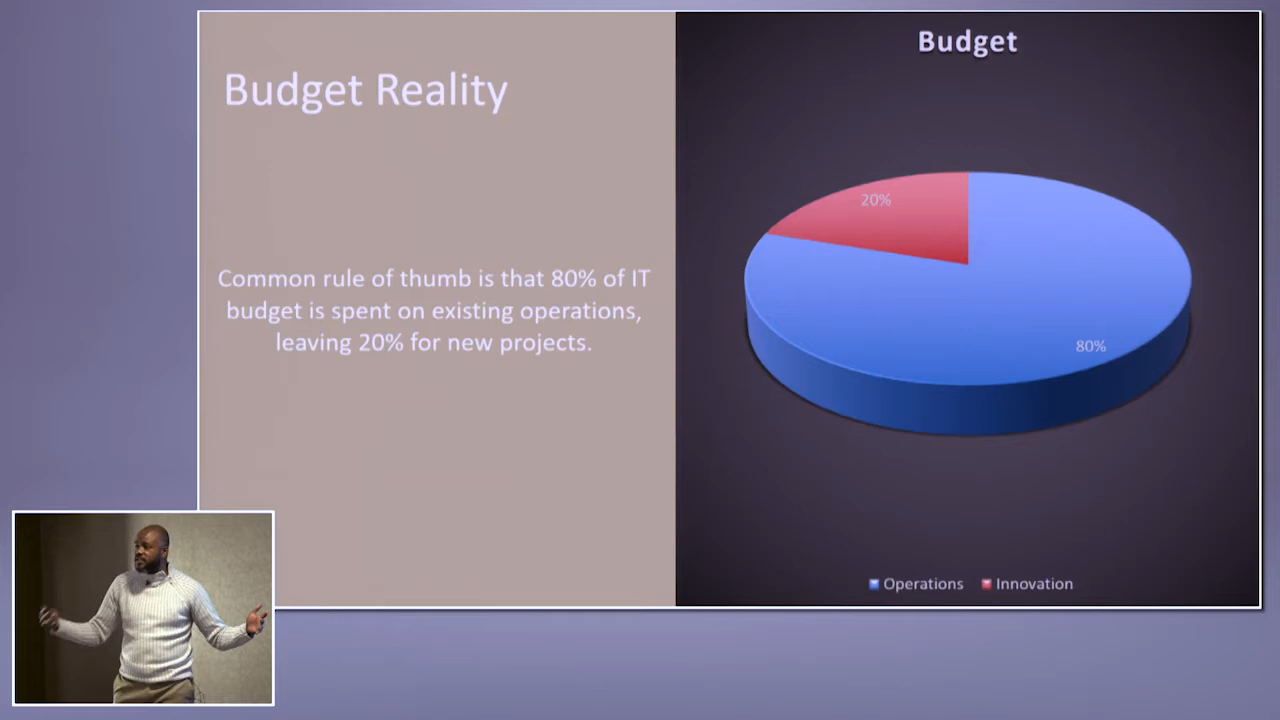 Budget Reality
Common rule of thumb is that 80% of IT
budget is spent on existing operations,
leaving 20% for new projects.
Budget
20%
80%
Operations
Innovation